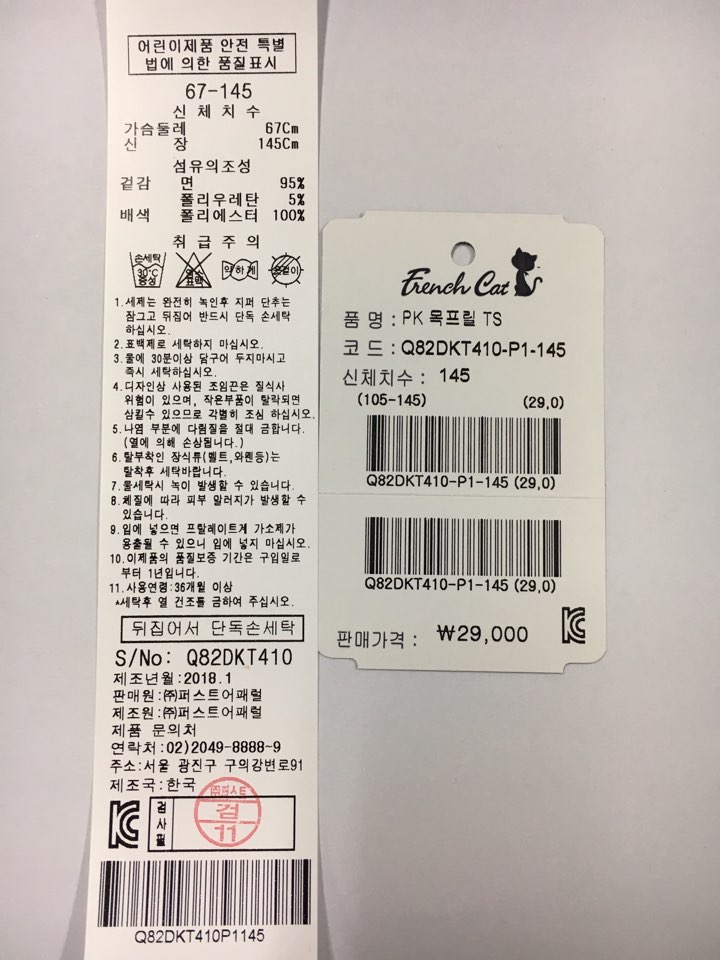 어린이제품 안전 특별
법에 의한 품질표시
67-145
신 체 치 수
가슴둘레 67Cm
신 장 145Cm
섬유의조성
겉감 면 95%
폴리우레탄 5%
배색 폴리에스터 100%
취 급 주 의
손세탁 30°C 중성
염소 표백
약하게
옷걸이
1.세제는 완전히 녹인후 지퍼 단추는
잠그고 뒤집어 반드시 단독 손세탁
하십시오.
2.표백제로 세탁하지 마십시오.
3.물에 30분이상 담구어 두지마시고
즉시 세탁하십시오.
4.디자인상 사용된 조임끈은 질식사
위험이 있으며, 작은부품이 탈락되면
삼킬수 있으므로 각별히 조심 하십시오.
5.나염 부분에 다림질을 절대 금합니다.
(열에 의해 손상됩니다.)
6.탈부착인 장식류(벨트,와펜등)는
탈착후 세탁바랍니다.
7.물세탁시 녹이 발생할 수 있습니다.
8.체질에 따라 피부 알러지가 발생할 수
있습니다.
9.입에 넣으면 프탈레이트계 가소제가
용출될 수 있으니 입에 넣지 마십시오.
10.이제품의 품질보증 기간은 구입일로
부터 1년입니다.
11.사용연령:36개월 이상
*세탁후 열 건조를 금하여 주십시오.
뒤집어서 단독손세탁
S/No: Q82DKT410
제조년월:2018.1
판매원:㈜퍼스트어패럴
제조원:㈜퍼스트어패럴
제품 문의처
연락처:02)2049-8888~9
주소:서울 광진구 구의강변로91
제조국:한국
검사필
㈜퍼스트
검
11
Q82DKT410P1145
French Cat
품 명 : PK 목프릴 TS
코 드 : Q82DKT410-P1-145
신체치수 : 145
(105-145) (29,0)
Q82DKT410-P1-145 (29,0)
Q82DKT410-P1-145 (29,0)
판매가격 : ₩29,000